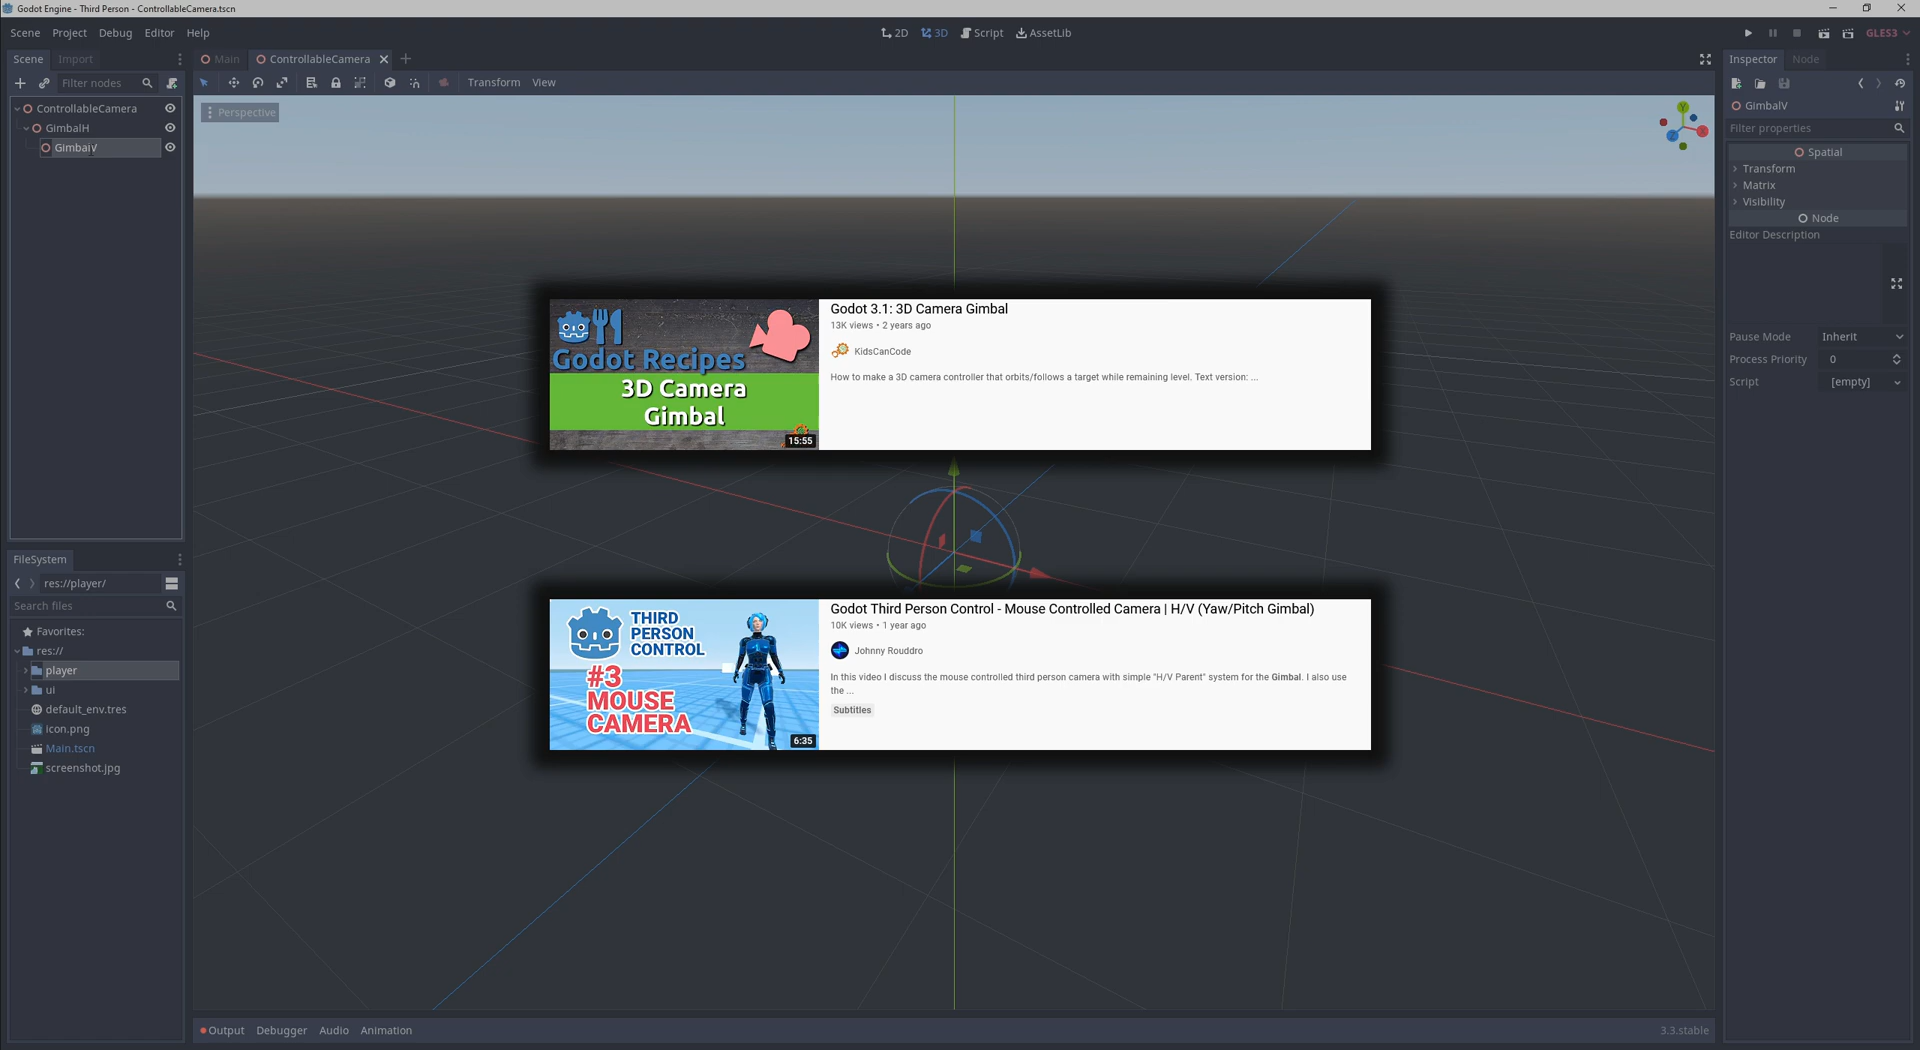 Godot Engine - Third Person - ControllableCamera.tscn
Scene Project Debug Editor Help
2D 3D Script AssetLib
GLES3
Scene Import
Filter nodes
ControllableCamera
GimbalH
GimbalV
Main ControllableCamera
Transform View
Perspective
Y
X
Z
Godot Recipes
3D Camera
Gimbal
15:55
Godot 3.1: 3D Camera Gimbal
13K views • 2 years ago
KidsCanCode
How to make a 3D camera controller that orbits/follows a target while remaining level. Text version: ...
THIRD
PERSON
CONTROL
#3
MOUSE
CAMERA
6:35
Godot Third Person Control - Mouse Controlled Camera | H/V (Yaw/Pitch Gimbal)
10K views • 1 year ago
Johnny Rouddro
In this video I discuss the mouse controlled third person camera with simple "H/V Parent" system for the Gimbal. I also use
the ...
Subtitles
FileSystem
res://player/
Search files
Favorites:
res://
player
ui
default_env.tres
icon.png
Main.tscn
screenshot.jpg
Output Debugger Audio Animation
3.3.stable
Inspector Node
GimbalV
Filter properties
Spatial
Transform
Matrix
Visibility
Node
Editor Description
Pause Mode Inherit
Process Priority 0
Script [empty]